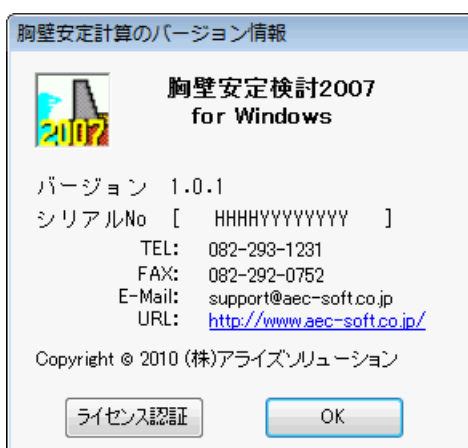 胸壁安定計算のバージョン情報
2007
胸壁安定検討2007
for Windows
バージョン 1.0.1
シリアルNo [ HHHHYYYYYYYYY ]
TEL: 082-293-1231
FAX: 082-292-0752
E-Mail: support@aec-soft.co.jp
URL: http://www.aec-soft.co.jp/
Copyright © 2010 (株)アライズソリューション
ライセンス認証
OK